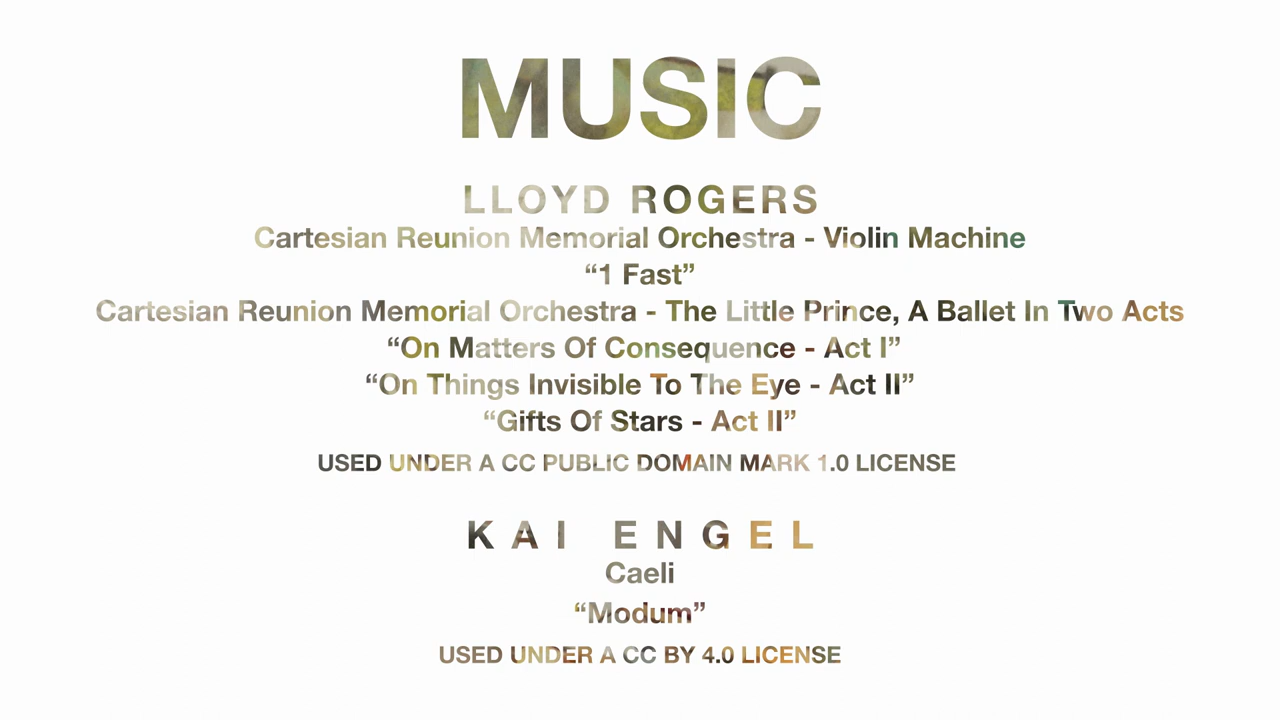 MUSIC
LLOYD ROGERS
Cartesian Reunion Memorial Orchestra - Violin Machine
“1 Fast”
Cartesian Reunion Memorial Orchestra - The Little Prince, A Ballet In Two Acts
“On Matters Of Consequence - Act I”
“On Things Invisible To The Eye - Act II”
“Gifts Of Stars - Act II”
USED UNDER A CC PUBLIC DOMAIN MARK 1.0 LICENSE
KAI ENGEL
Caeli
“Modum”
USED UNDER A CC BY 4.0 LICENSE